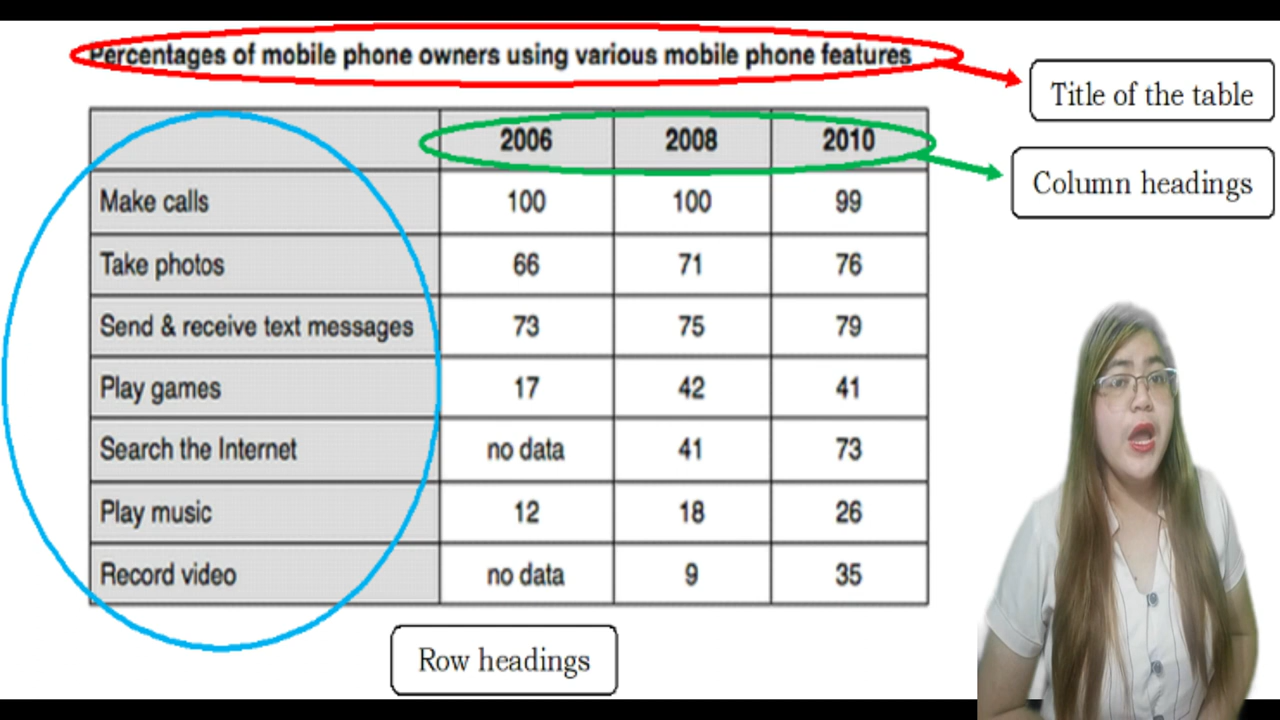 Percentages of mobile phone owners using various mobile phone features
Title of the table
2006 2008 2010
Column headings
Make calls 100 100 99
Take photos 66 71 76
Send & receive text messages 73 75 79
Play games 17 42 41
Search the Internet no data 41 73
Play music 12 18 26
Record video no data 9 35
Row headings